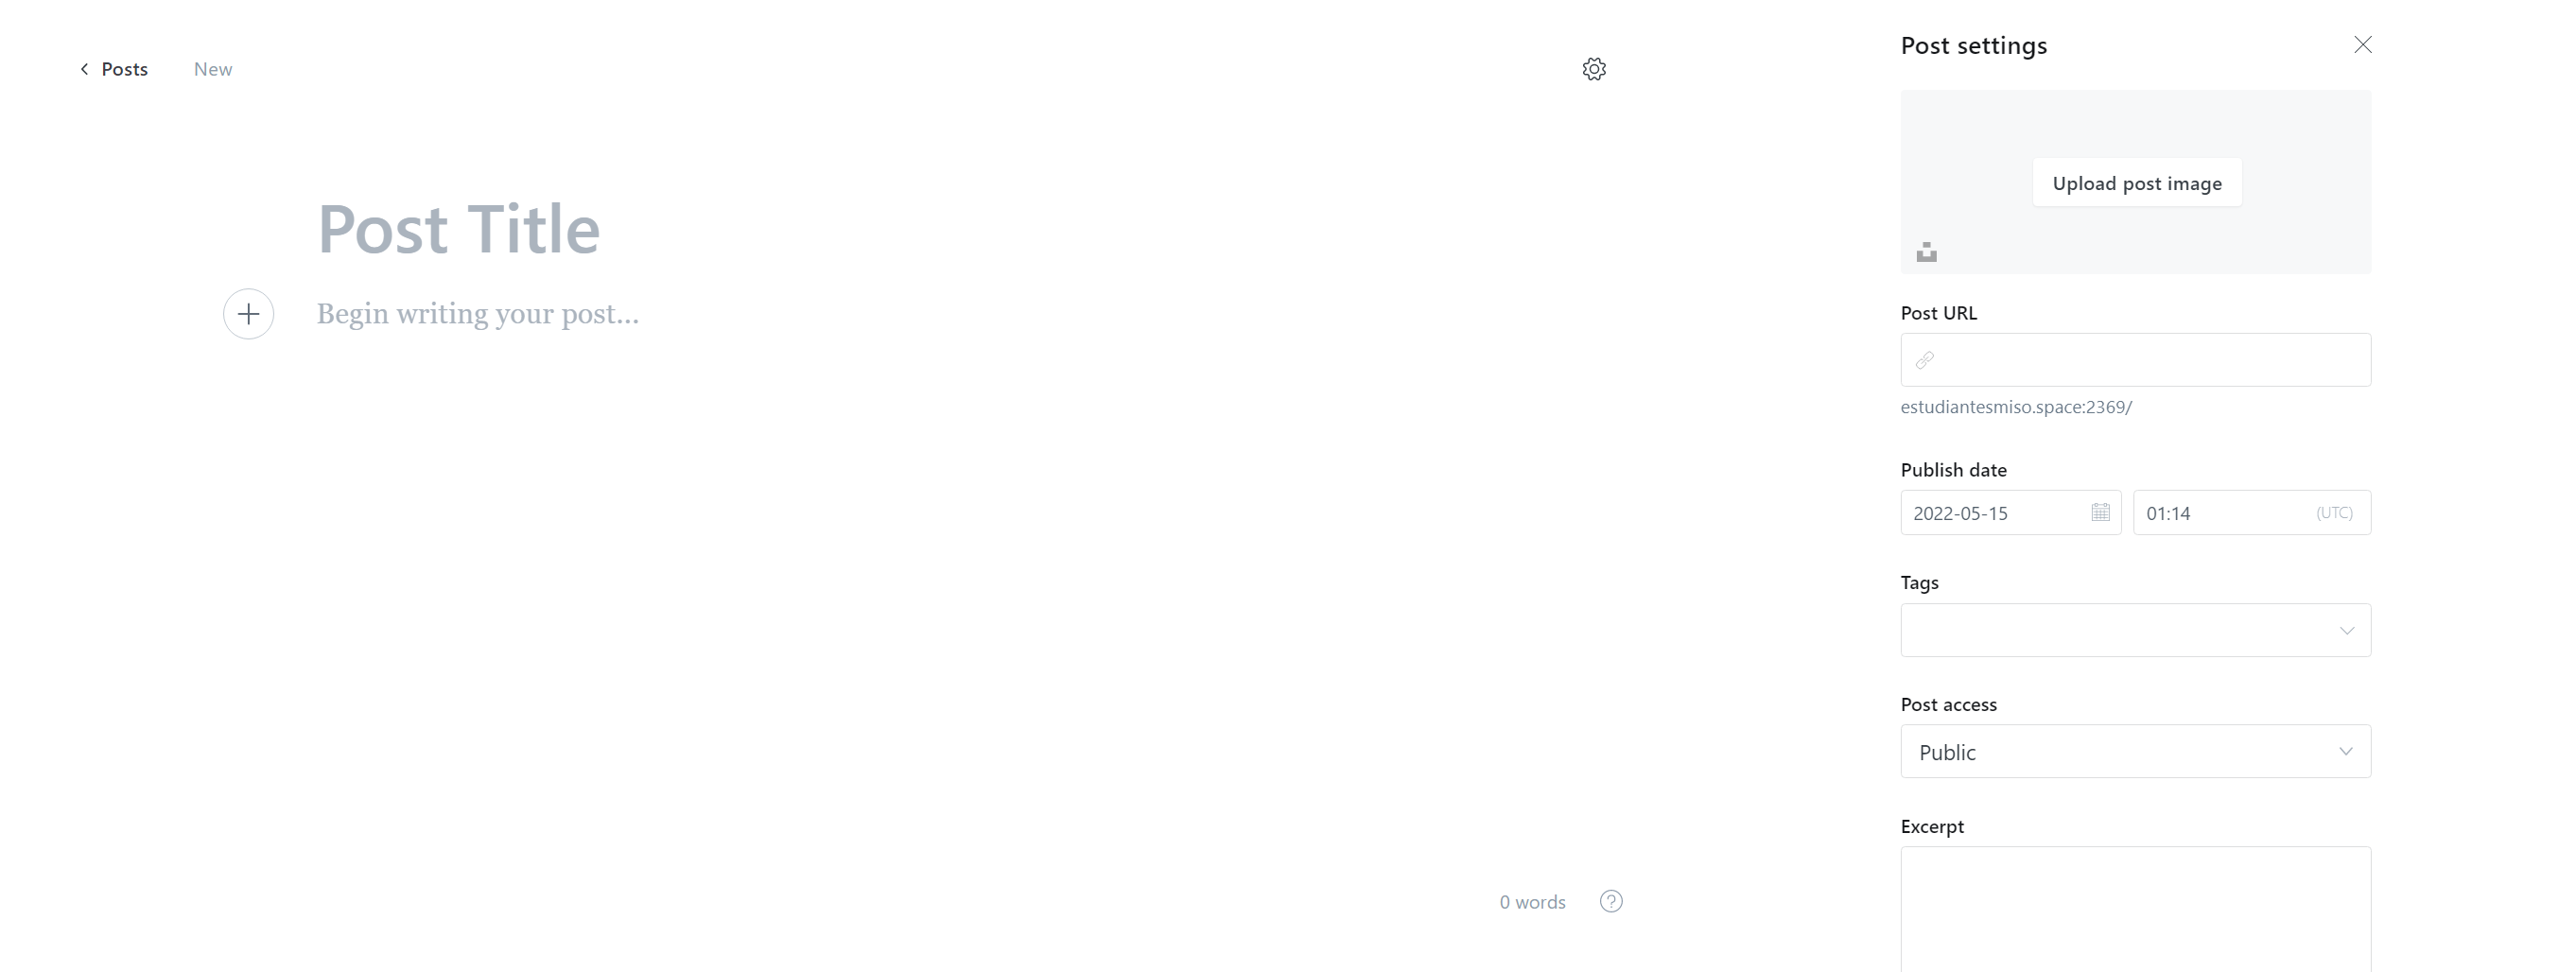 Posts
New
Post Title
Begin writing your post...
0 words
?
Post settings
Upload post image
Post URL
estudiantesmiso.space:2369/
Publish date
2022-05-15
01:14
(UTC)
Tags
Post access
Public
Excerpt